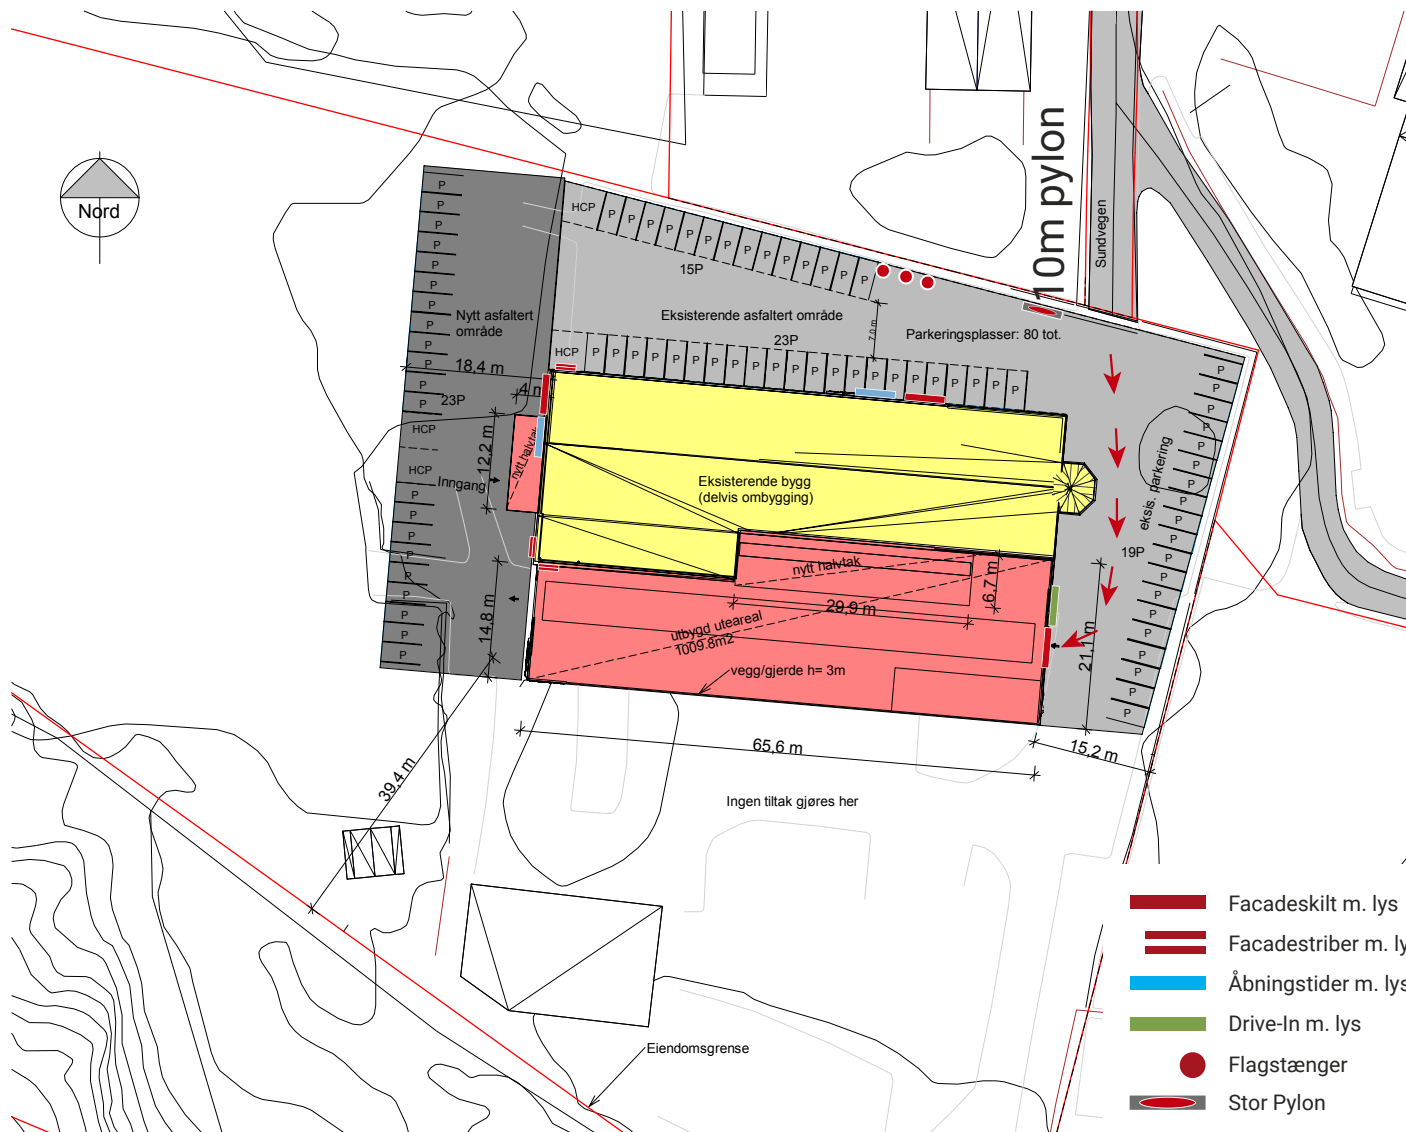 10m pylon
Sundvegen
Nord
HCP
P P P P P P P P P P P P P P
15P
Nytt asfaltert
område
Eksisterende asfaltert område
7,0 m
Parkeringsplasser: 80 tot.
23P
HCP
P P P P P P P P P P P P P P P P P P P P P P
18,4 m
4 m
23P
HCP
HCP
P P P P P P P P P P P P
P P P P P P P P P
12,2 m
nytt halvtak
Inngang
Eksisterende bygg
(delvis ombygging)
eksis. parkering
19P
P P P P P P P P P P P P P P P P P P P
nytt halvtak
6,7 m
29,9 m
14,8 m
utbygd uteareal
1009.8m2
21,1 m
vegg/gjerde h= 3m
65,6 m
15,2 m
39,4 m
Ingen tiltak gjøres her
Eiendomsgrense
Facadeskilt m. lys
Facadestriber m. ly
Åbningstider m. lys
Drive-In m. lys
Flagstænger
Stor Pylon